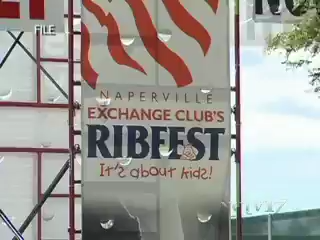 FILE
NAPERVILLE
EXCHANGE CLUB'S
RIBFEST
It's about kids!